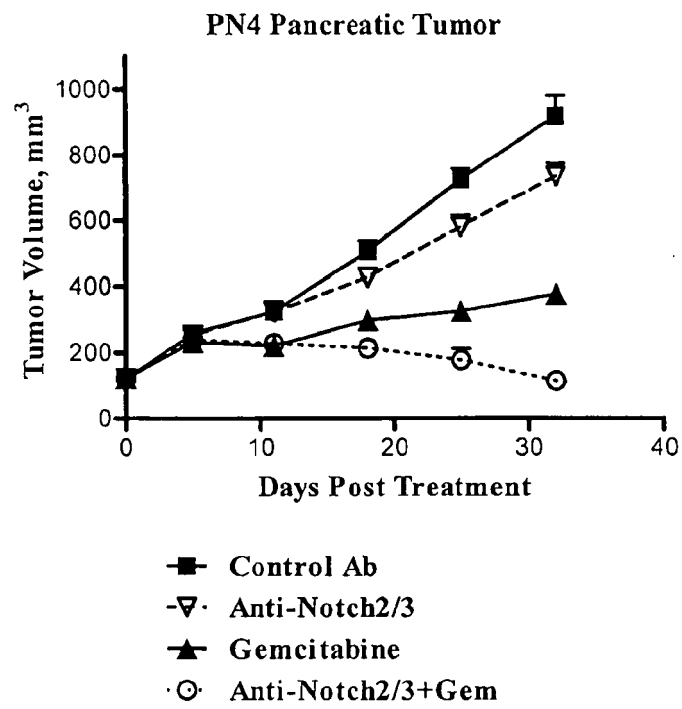 PN4 Pancreatic Tumor
Tumor Volume, mm³
1000
800
600
400
200
0
0 10 20 30 40
Days Post Treatment
Control Ab
Anti-Notch2/3
Gemcitabine
Anti-Notch2/3+Gem